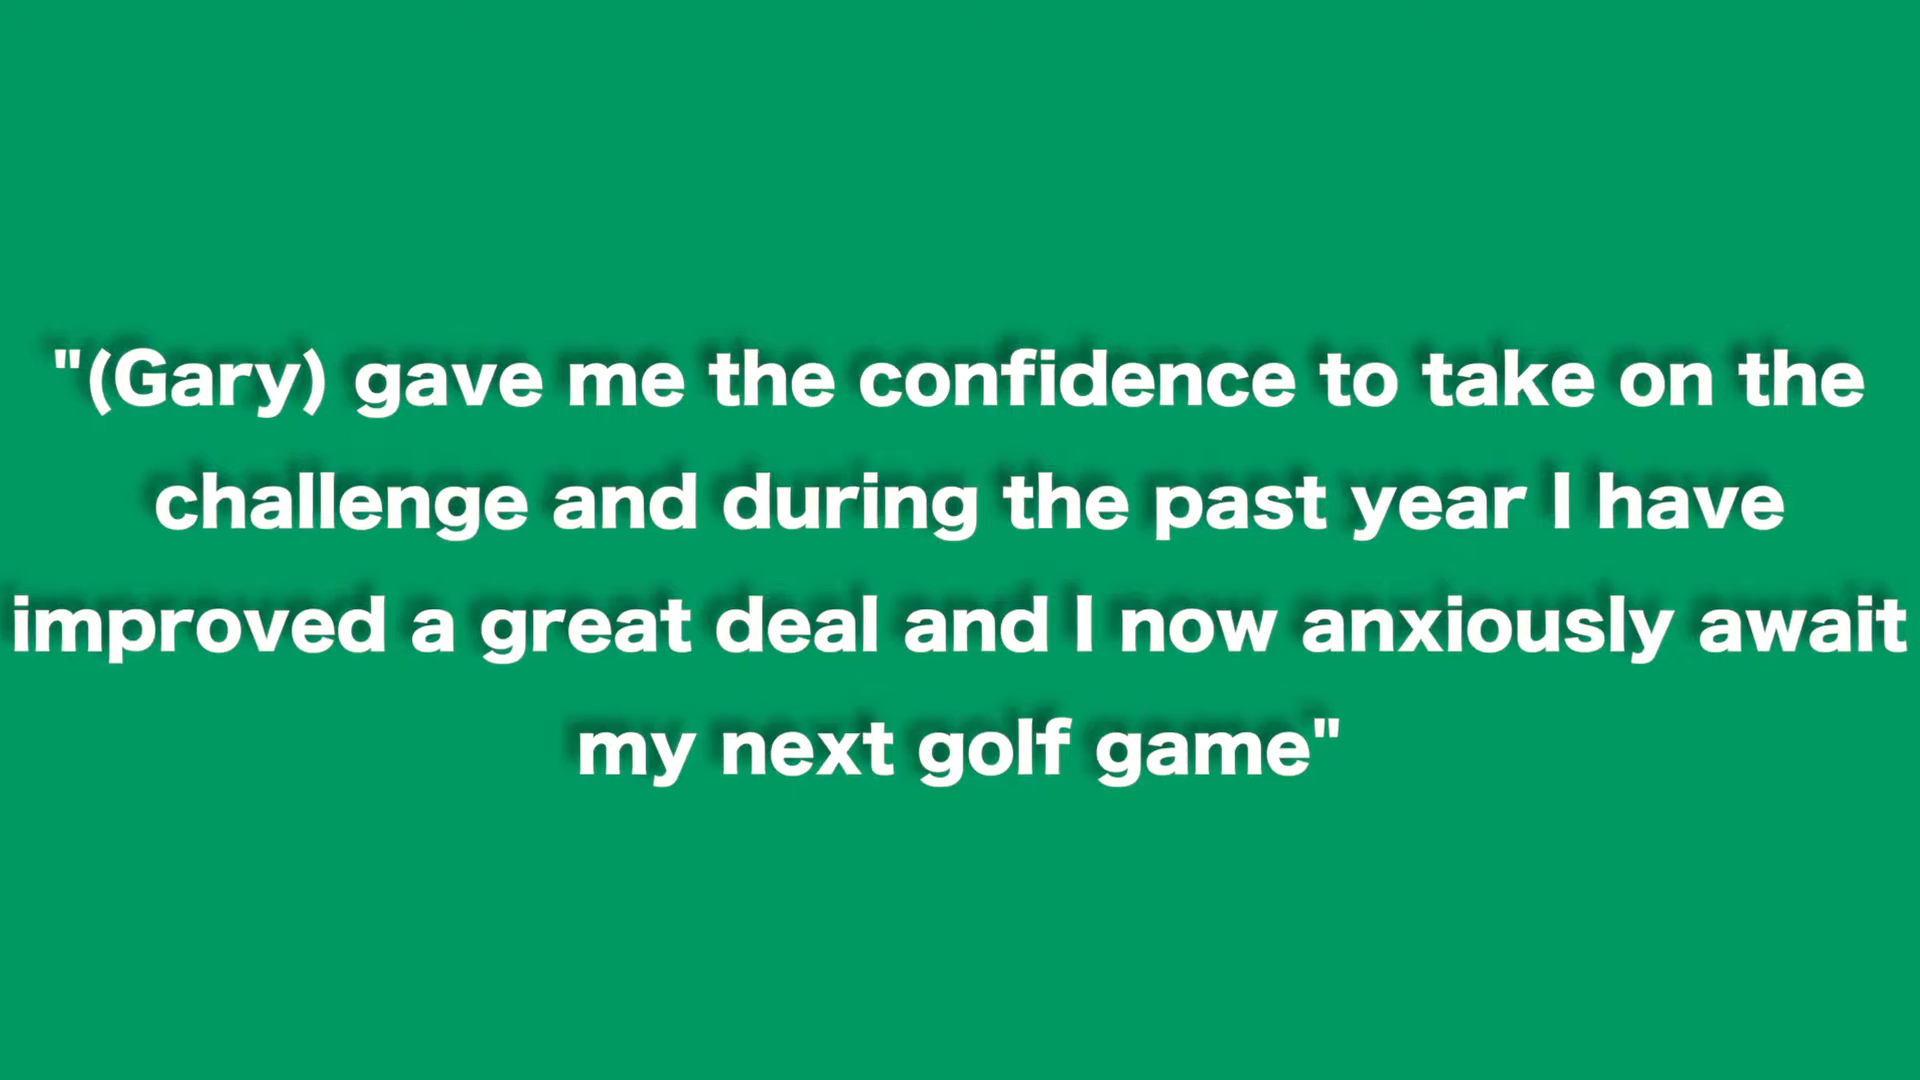 "(Gary) gave me the confidence to take on the
challenge and during the past year I have
improved a great deal and I now anxiously await
my next golf game"